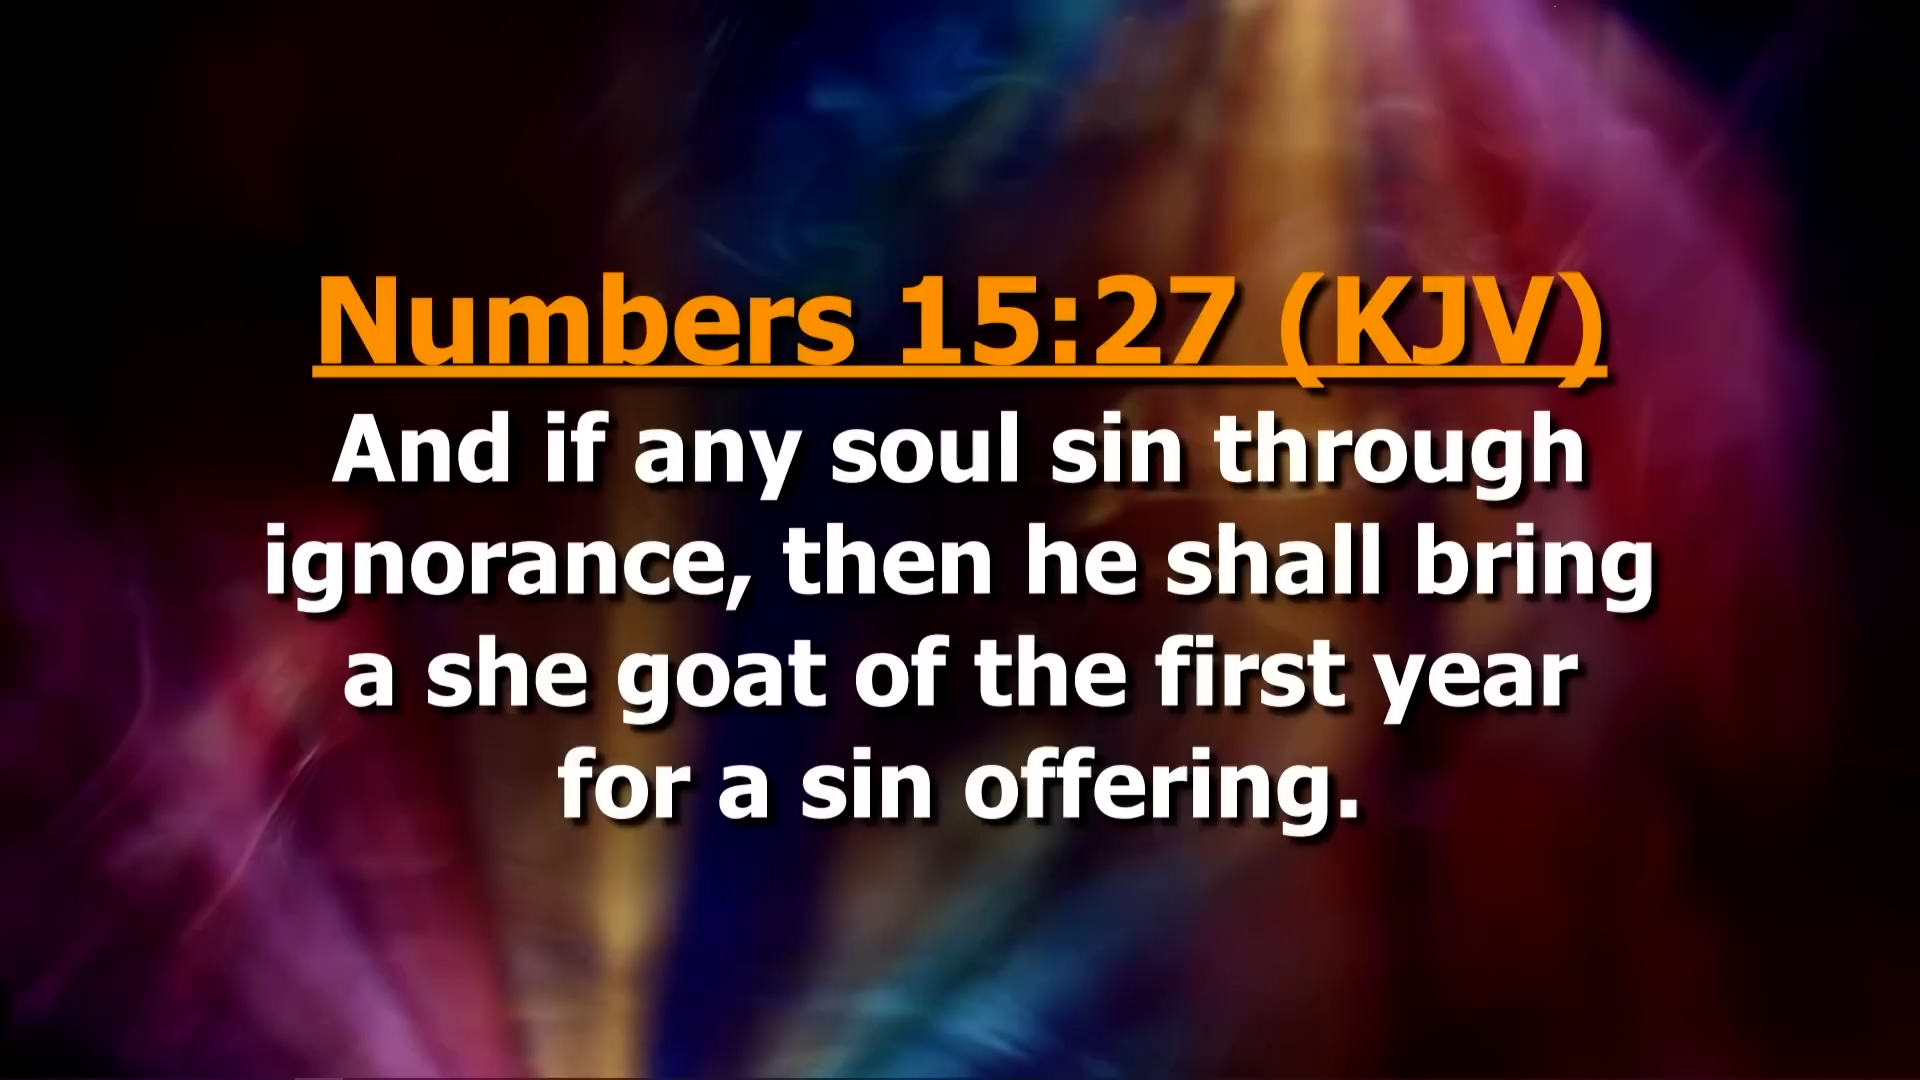 Numbers 15:27 (KJV)
And if any soul sin through
ignorance, then he shall bring
a she goat of the first year
for a sin offering.